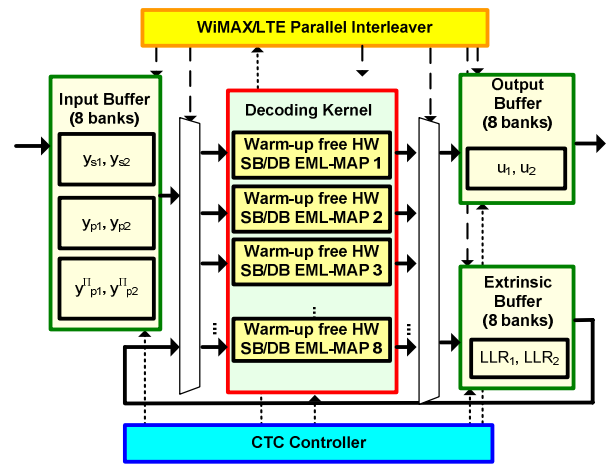 WiMAX/LTE Parallel Interleaver
Input Buffer
(8 banks)
yₛ₁, yₛ₂
yₚ₁, yₚ₂
yᴨₚ₁, yᴨₚ₂
Decoding Kernel
Warm-up free HW
SB/DB EML-MAP 1
Warm-up free HW
SB/DB EML-MAP 2
Warm-up free HW
SB/DB EML-MAP 3
Warm-up free HW
SB/DB EML-MAP 8
Output
Buffer
(8 banks)
u₁, u₂
Extrinsic
Buffer
(8 banks)
LLR₁, LLR₂
CTC Controller